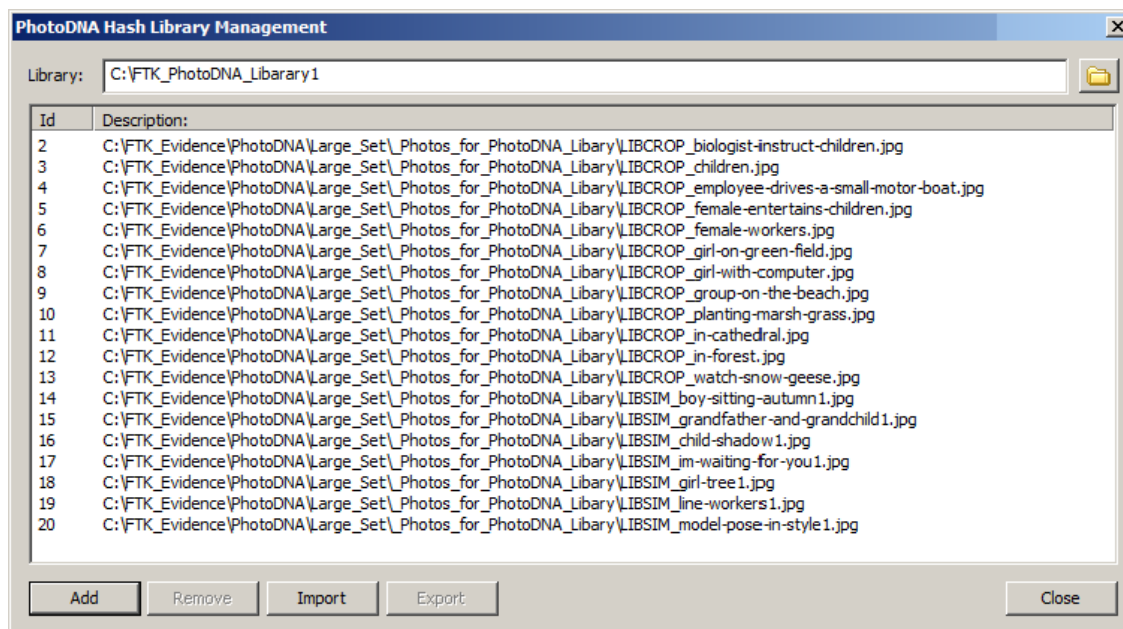 PhotoDNA Hash Library Management
Library: C:\FTK_PhotoDNA_Libarary1
Id Description:
2 C:\FTK_Evidence\PhotoDNA\Large_Set\_Photos_for_PhotoDNA_Libary\LIBCROP_biologist-instruct-children.jpg
3 C:\FTK_Evidence\PhotoDNA\Large_Set\_Photos_for_PhotoDNA_Libary\LIBCROP_children.jpg
4 C:\FTK_Evidence\PhotoDNA\Large_Set\_Photos_for_PhotoDNA_Libary\LIBCROP_employee-drives-a-small-motor-boat.jpg
5 C:\FTK_Evidence\PhotoDNA\Large_Set\_Photos_for_PhotoDNA_Libary\LIBCROP_female-entertains-children.jpg
6 C:\FTK_Evidence\PhotoDNA\Large_Set\_Photos_for_PhotoDNA_Libary\LIBCROP_female-workers.jpg
7 C:\FTK_Evidence\PhotoDNA\Large_Set\_Photos_for_PhotoDNA_Libary\LIBCROP_girl-on-green-field.jpg
8 C:\FTK_Evidence\PhotoDNA\Large_Set\_Photos_for_PhotoDNA_Libary\LIBCROP_girl-with-computer.jpg
9 C:\FTK_Evidence\PhotoDNA\Large_Set\_Photos_for_PhotoDNA_Libary\LIBCROP_group-on-the-beach.jpg
10 C:\FTK_Evidence\PhotoDNA\Large_Set\_Photos_for_PhotoDNA_Libary\LIBCROP_planting-marsh-grass.jpg
11 C:\FTK_Evidence\PhotoDNA\Large_Set\_Photos_for_PhotoDNA_Libary\LIBCROP_in-cathedral.jpg
12 C:\FTK_Evidence\PhotoDNA\Large_Set\_Photos_for_PhotoDNA_Libary\LIBCROP_in-forest.jpg
13 C:\FTK_Evidence\PhotoDNA\Large_Set\_Photos_for_PhotoDNA_Libary\LIBCROP_watch-snow-geese.jpg
14 C:\FTK_Evidence\PhotoDNA\Large_Set\_Photos_for_PhotoDNA_Libary\LIBSIM_boy-sitting-autumn1.jpg
15 C:\FTK_Evidence\PhotoDNA\Large_Set\_Photos_for_PhotoDNA_Libary\LIBSIM_grandfather-and-grandchild1.jpg
16 C:\FTK_Evidence\PhotoDNA\Large_Set\_Photos_for_PhotoDNA_Libary\LIBSIM_child-shadow1.jpg
17 C:\FTK_Evidence\PhotoDNA\Large_Set\_Photos_for_PhotoDNA_Libary\LIBSIM_im-waiting-for-you1.jpg
18 C:\FTK_Evidence\PhotoDNA\Large_Set\_Photos_for_PhotoDNA_Libary\LIBSIM_girl-tree1.jpg
19 C:\FTK_Evidence\PhotoDNA\Large_Set\_Photos_for_PhotoDNA_Libary\LIBSIM_line-workers1.jpg
20 C:\FTK_Evidence\PhotoDNA\Large_Set\_Photos_for_PhotoDNA_Libary\LIBSIM_model-pose-in-style1.jpg
Add Remove Import Export Close